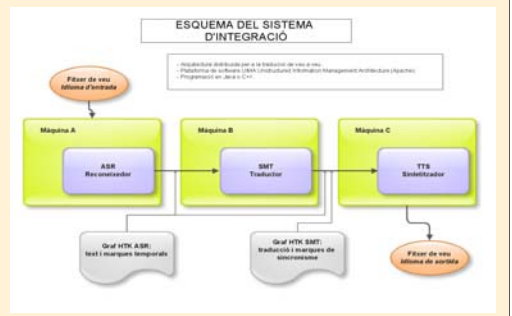 ESQUEMA DEL SISTEMA
D'INTEGRACIÓ
- Arquitectura distribuïda per a la traducció de veu a veu.
- Plataforma de software UIMA Unstructured Information Management Architecture (Apache).
- Programació en Java o C++
Fitxer de veu
Idioma d'entrada
Màquina A
Màquina B
Màquina C
ASR
Reconeixedor
SMT
Traductor
TTS
Sintetitzador
Graf HTK ASR:
text i marques temporals
Graf HTK SMT:
traducció i marques de
sincronisme
Fitxer de veu
Idioma de sortida